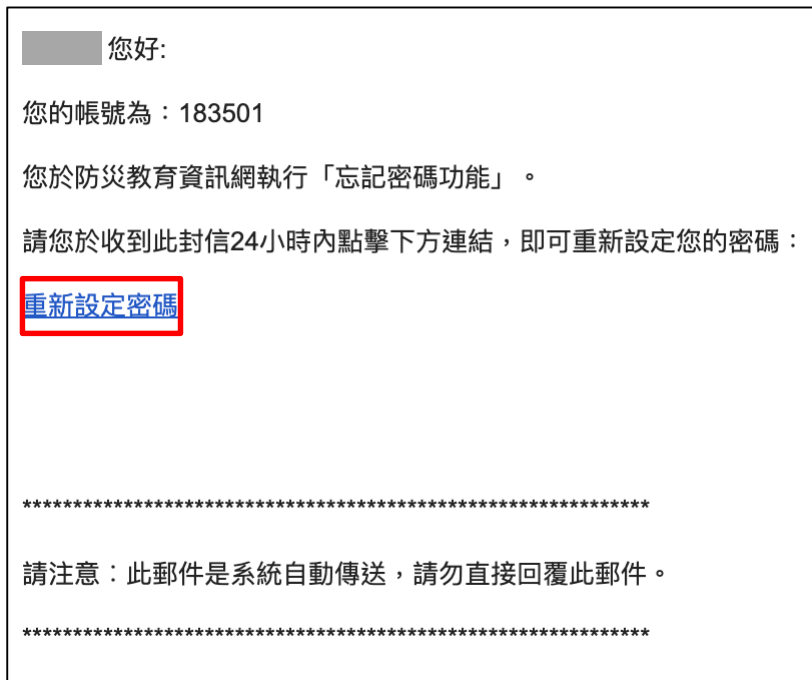 您好:
您的帳號為：183501
您於防災教育資訊網執行「忘記密碼功能」。
請您於收到此封信24小時內點擊下方連結，即可重新設定您的密碼：
重新設定密碼
**************************************************************
請注意：此郵件是系統自動傳送，請勿直接回覆此郵件。
**************************************************************